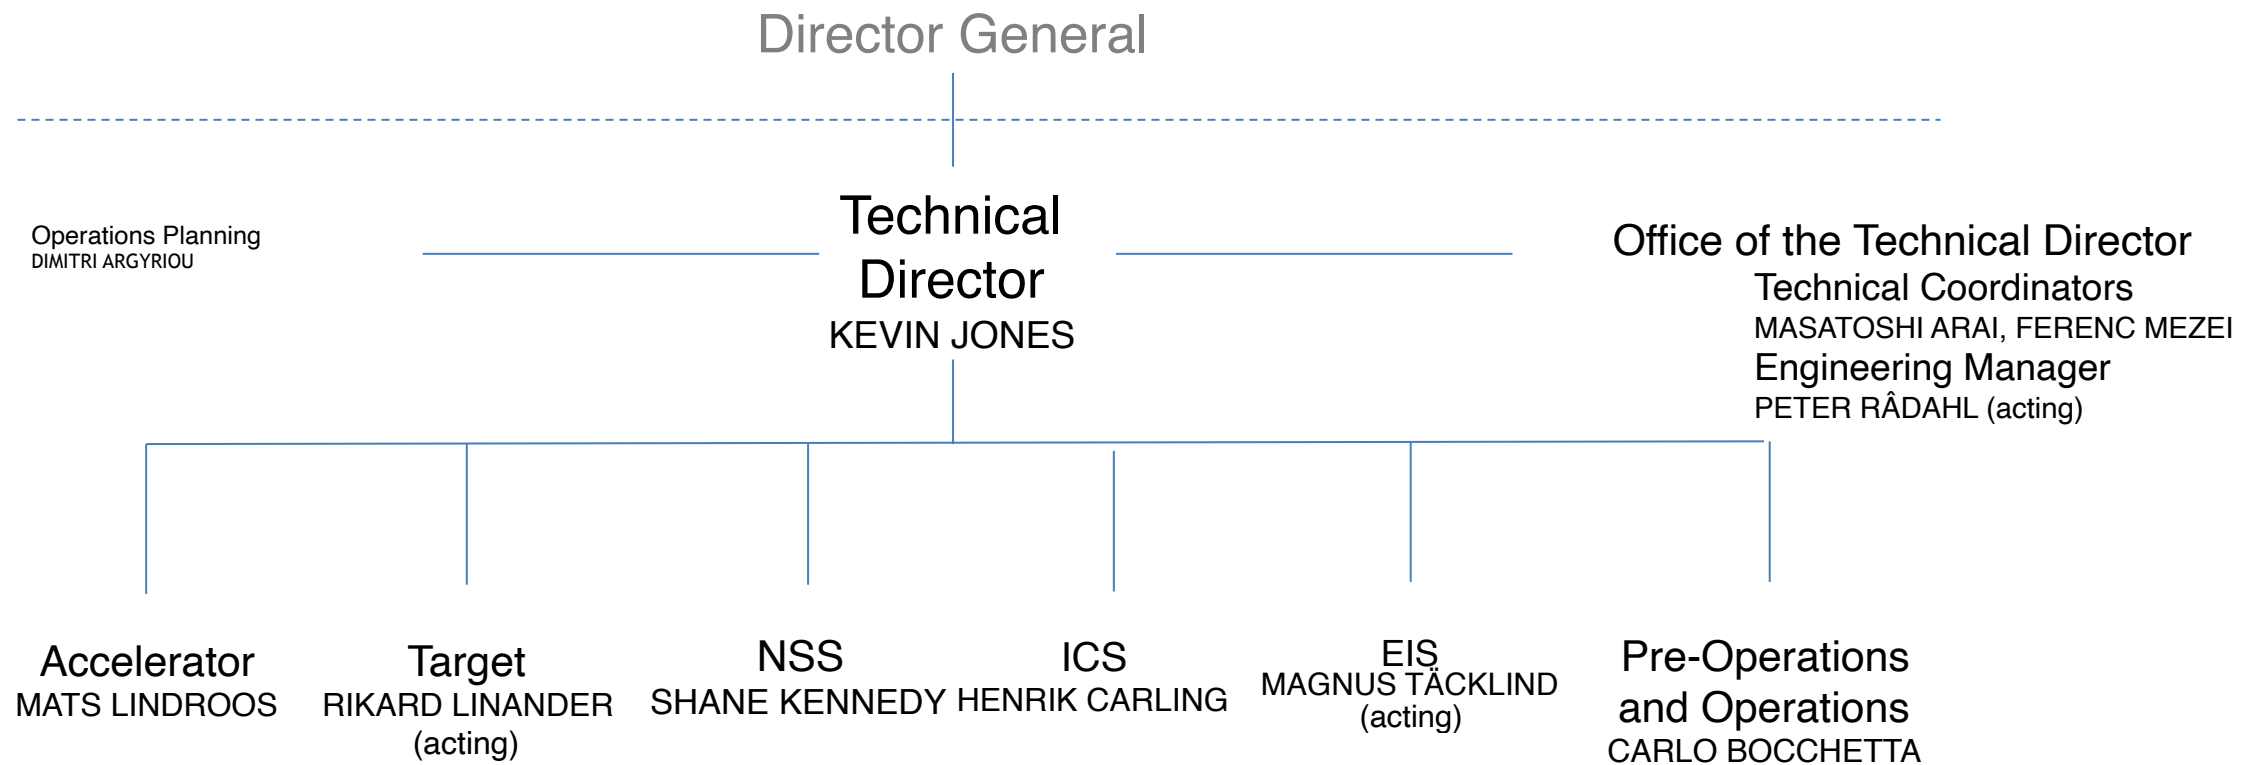 Director General
Operations Planning
DIMITRI ARGYRIOU
Technical
Director
KEVIN JONES
Office of the Technical Director
Technical Coordinators
MASATOSHI ARAI, FERENC MEZEI
Engineering Manager
PETER RÂDAHL (acting)
Accelerator
MATS LINDROOS
Target
RIKARD LINANDER
(acting)
NSS
SHANE KENNEDY
ICS
HENRIK CARLING
EIS
MAGNUS TÄCKLIND
(acting)
Pre-Operations
and Operations
CARLO BOCCHETTA